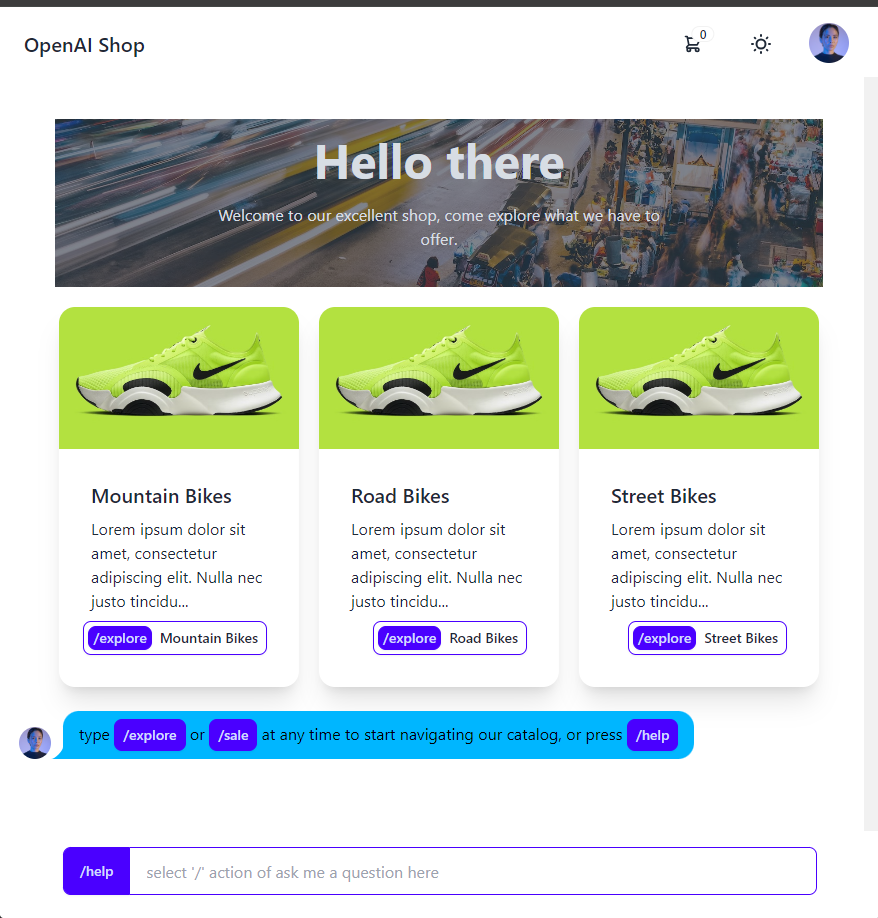 OpenAI Shop
0
Hello there
Welcome to our excellent shop, come explore what we have to
offer.
Mountain Bikes
Lorem ipsum dolor sit
amet, consectetur
adipiscing elit. Nulla nec
justo tincidu...
/explore Mountain Bikes
Road Bikes
Lorem ipsum dolor sit
amet, consectetur
adipiscing elit. Nulla nec
justo tincidu...
/explore Road Bikes
Street Bikes
Lorem ipsum dolor sit
amet, consectetur
adipiscing elit. Nulla nec
justo tincidu...
/explore Street Bikes
type /explore or /sale at any time to start navigating our catalog, or press /help
/help select '/' action of ask me a question here